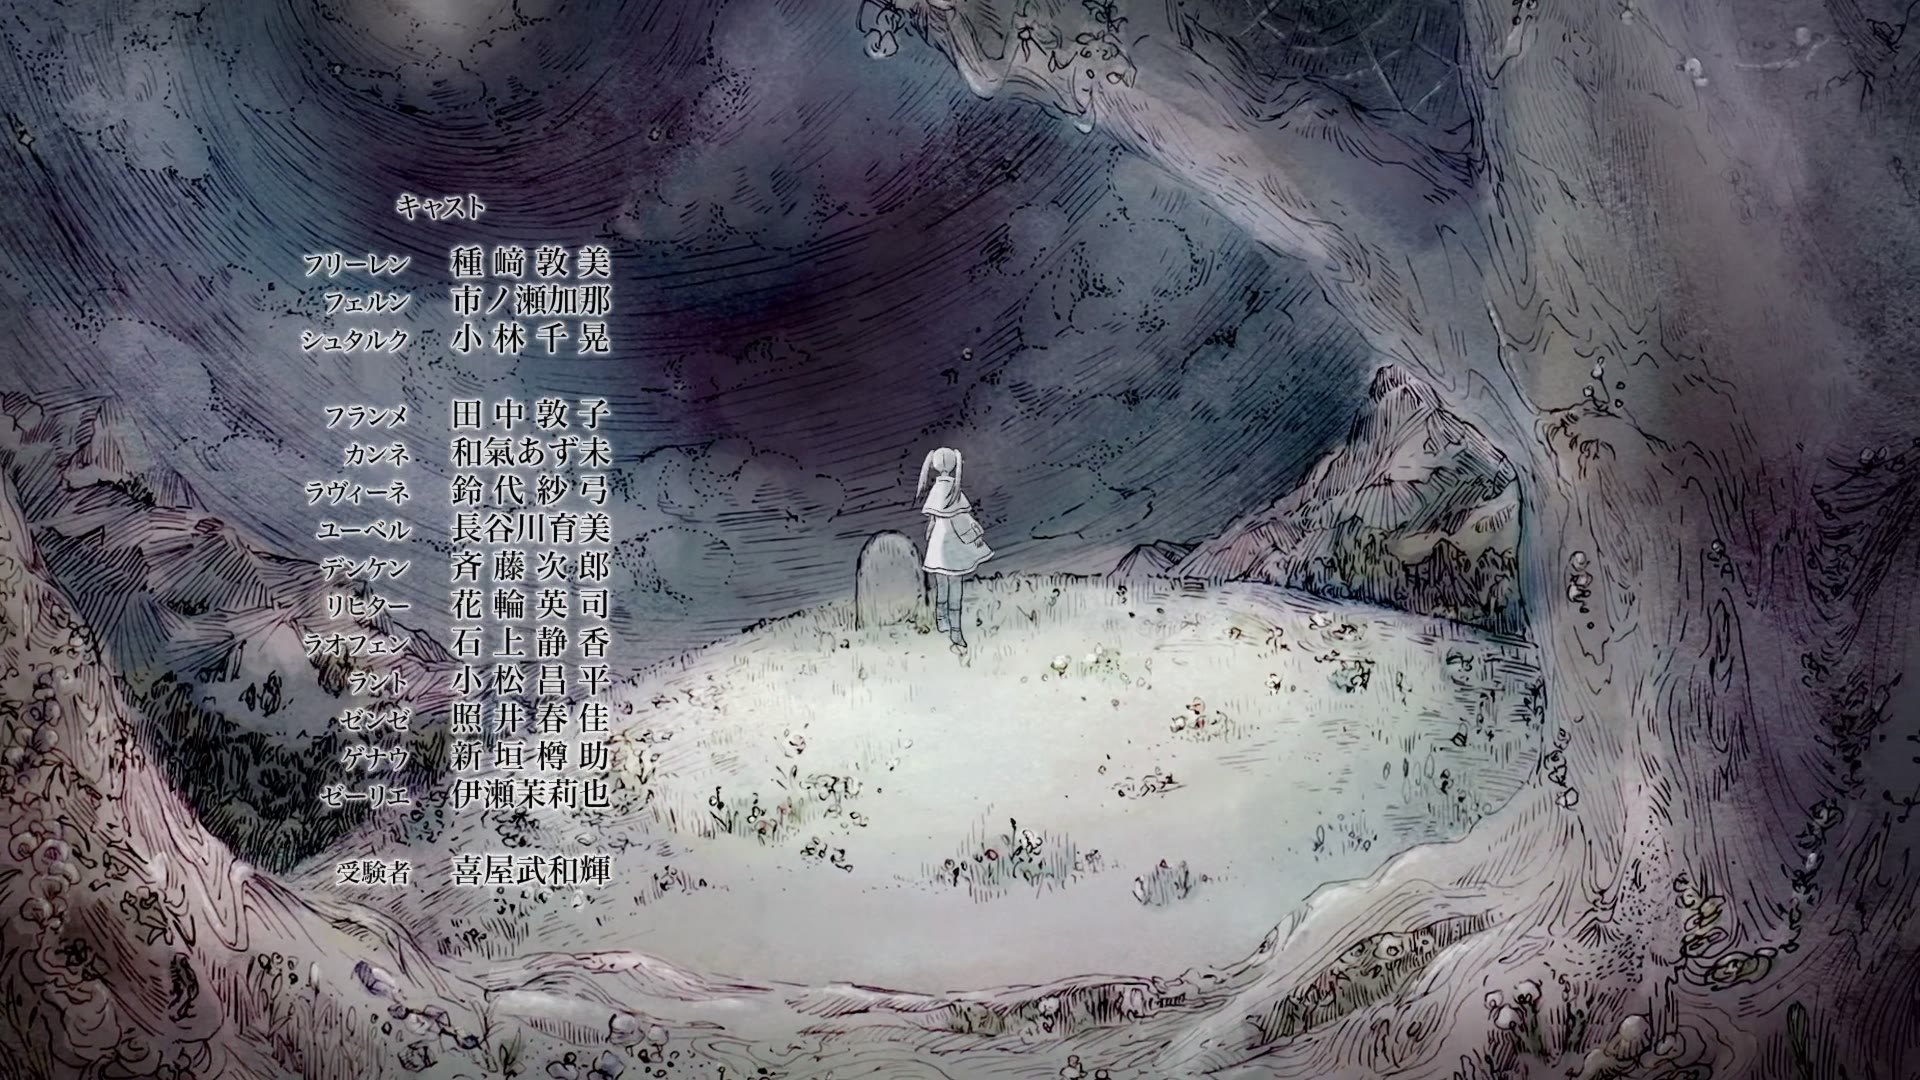 キャスト
フリーレン 種﨑敦美
フェルン 市ノ瀬加那
シュタルク 小林千晃
フランメ 田中敦子
カンネ 和氣あず未
ラヴィーネ 鈴代紗弓
ユーベル 長谷川育美
デンケン 斉藤次郎
リヒター 花輪英司
ラオフェン 石上静香
ラント 小松昌平
ゼンゼ 照井春佳
ゲナウ 新垣樽助
ゼーリエ 伊瀬茉莉也
受験者 喜屋武和輝